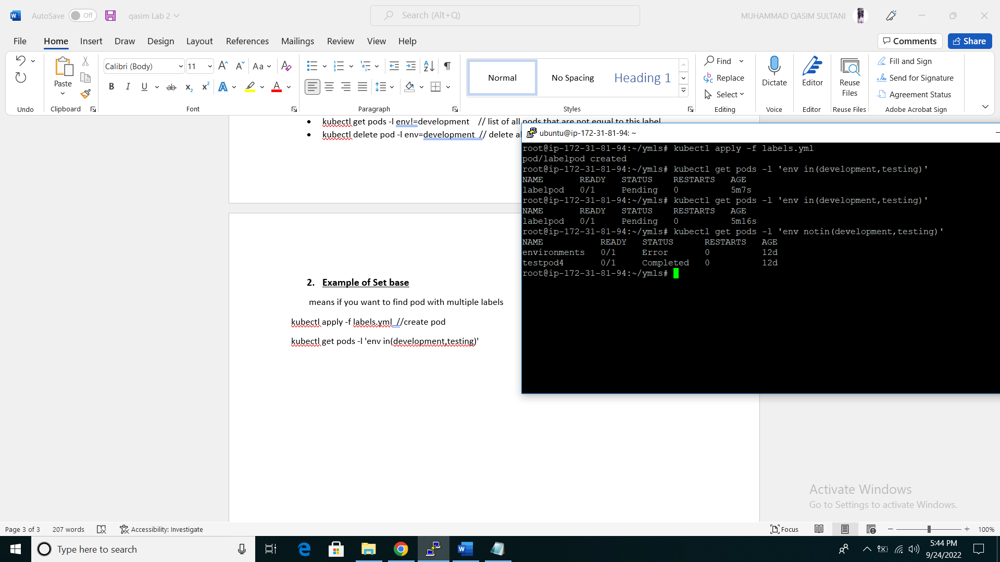 AutoSave Off qasim Lab 2 Search (Alt+Q) MUHAMMAD QASIM SULTANI
File Home Insert Draw Design Layout References Mailings Review View Help Comments Share
Calibri (Body) 11 Aa Normal No Spacing Heading 1 Find Fill and Sign
Paste Replace Dictate Editor Reuse Files Send for Signature
Select Agreement Status
Undo Clipboard Font Paragraph Styles Editing Voice Editor Reuse Files Adobe Acrobat Sign
• kubectl get pods -l env!=development // list of all pods that are not equal to this label
• kubectl delete pod -l env=development // delete al
2. Example of Set base
means if you want to find pod with multiple labels
kubectl apply -f labels.yml //create pod
kubectl get pods -l 'env in(development,testing)'
ubuntu@ip-172-31-81-94: ~
root@ip-172-31-81-94:~/ymls# kubectl apply -f labels.yml
pod/labelpod created
root@ip-172-31-81-94:~/ymls# kubectl get pods -l 'env in(development,testing)'
NAME READY STATUS RESTARTS AGE
labelpod 0/1 Pending 0 5m7s
root@ip-172-31-81-94:~/ymls# kubectl get pods -l 'env in(development,testing)'
NAME READY STATUS RESTARTS AGE
labelpod 0/1 Pending 0 5m16s
root@ip-172-31-81-94:~/ymls# kubectl get pods -l 'env notin(development,testing)'
NAME READY STATUS RESTARTS AGE
environments 0/1 Error 0 12d
testpod4 0/1 Completed 0 12d
root@ip-172-31-81-94:~/ymls#
Activate Windows
Go to Settings to activate Windows.
Page 3 of 3 207 words Accessibility: Investigate Focus 100%
Type here to search 5:44 PM
9/24/2022